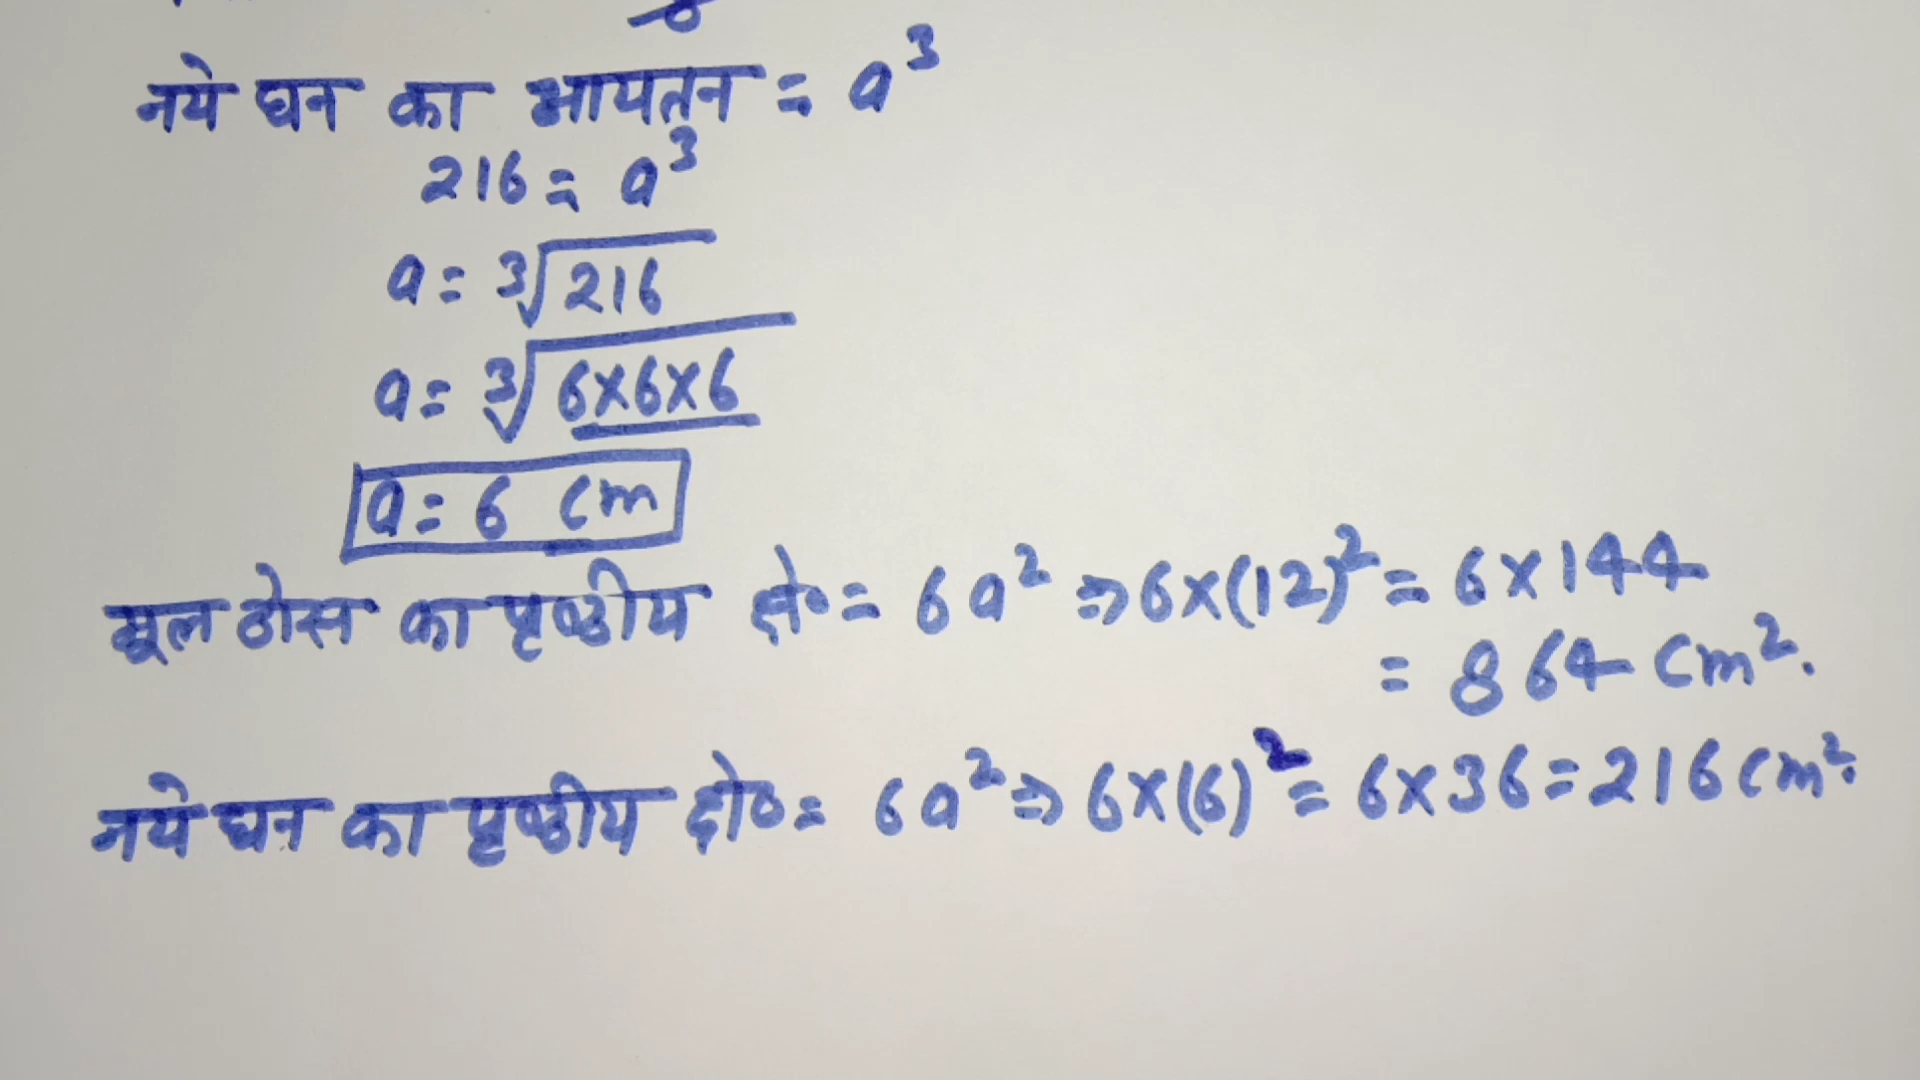 नये घन का आयतन = a³
216 = a³
a = ³√216
a = ³√6×6×6
a = 6 cm
मूल ठोस का पृष्ठीय क्षे० = 6a² ⇒ 6×(12)² = 6×144
= 864 cm².
नये घन का पृष्ठीय क्षे० = 6a² ⇒ 6×(6)² = 6×36 = 216 cm².